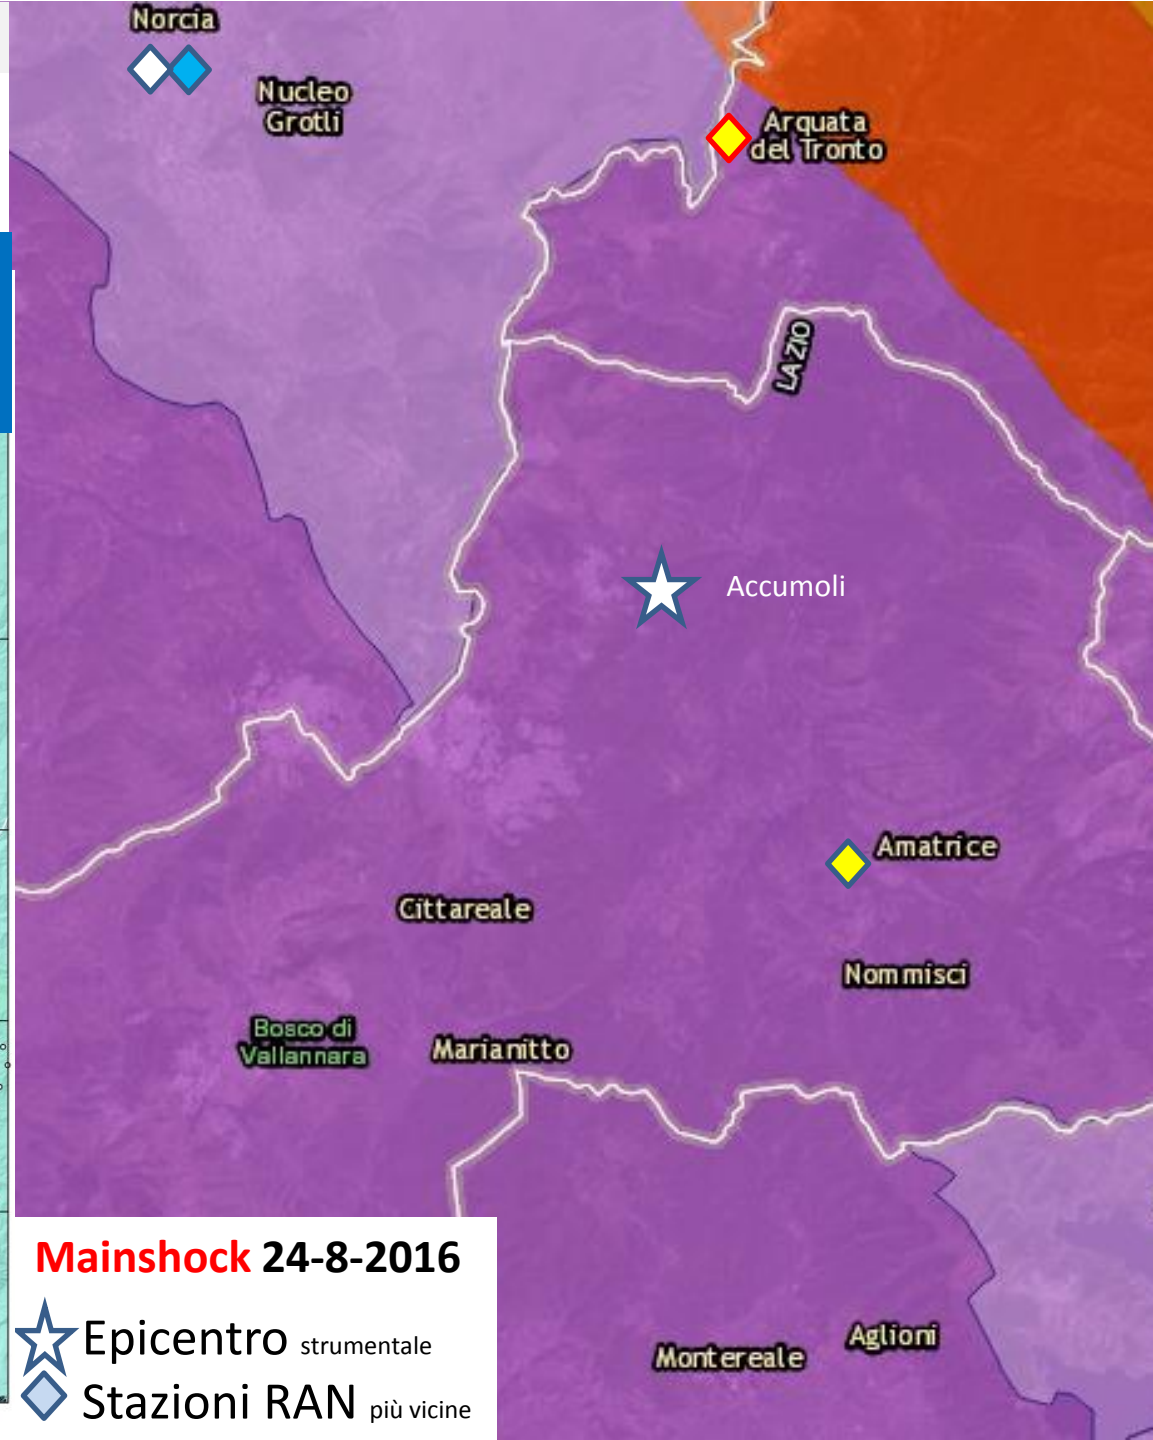 Norcia
Nucleo
Grotli
Arquata
del Tronto
LAZIO
Accumoli
Amatrice
Cittareale
Nommisci
Bosco di
Vallannara
Marianitto
Mainshock 24-8-2016
Epicentro strumentale
Stazioni RAN più vicine
Aglioni
Montereale